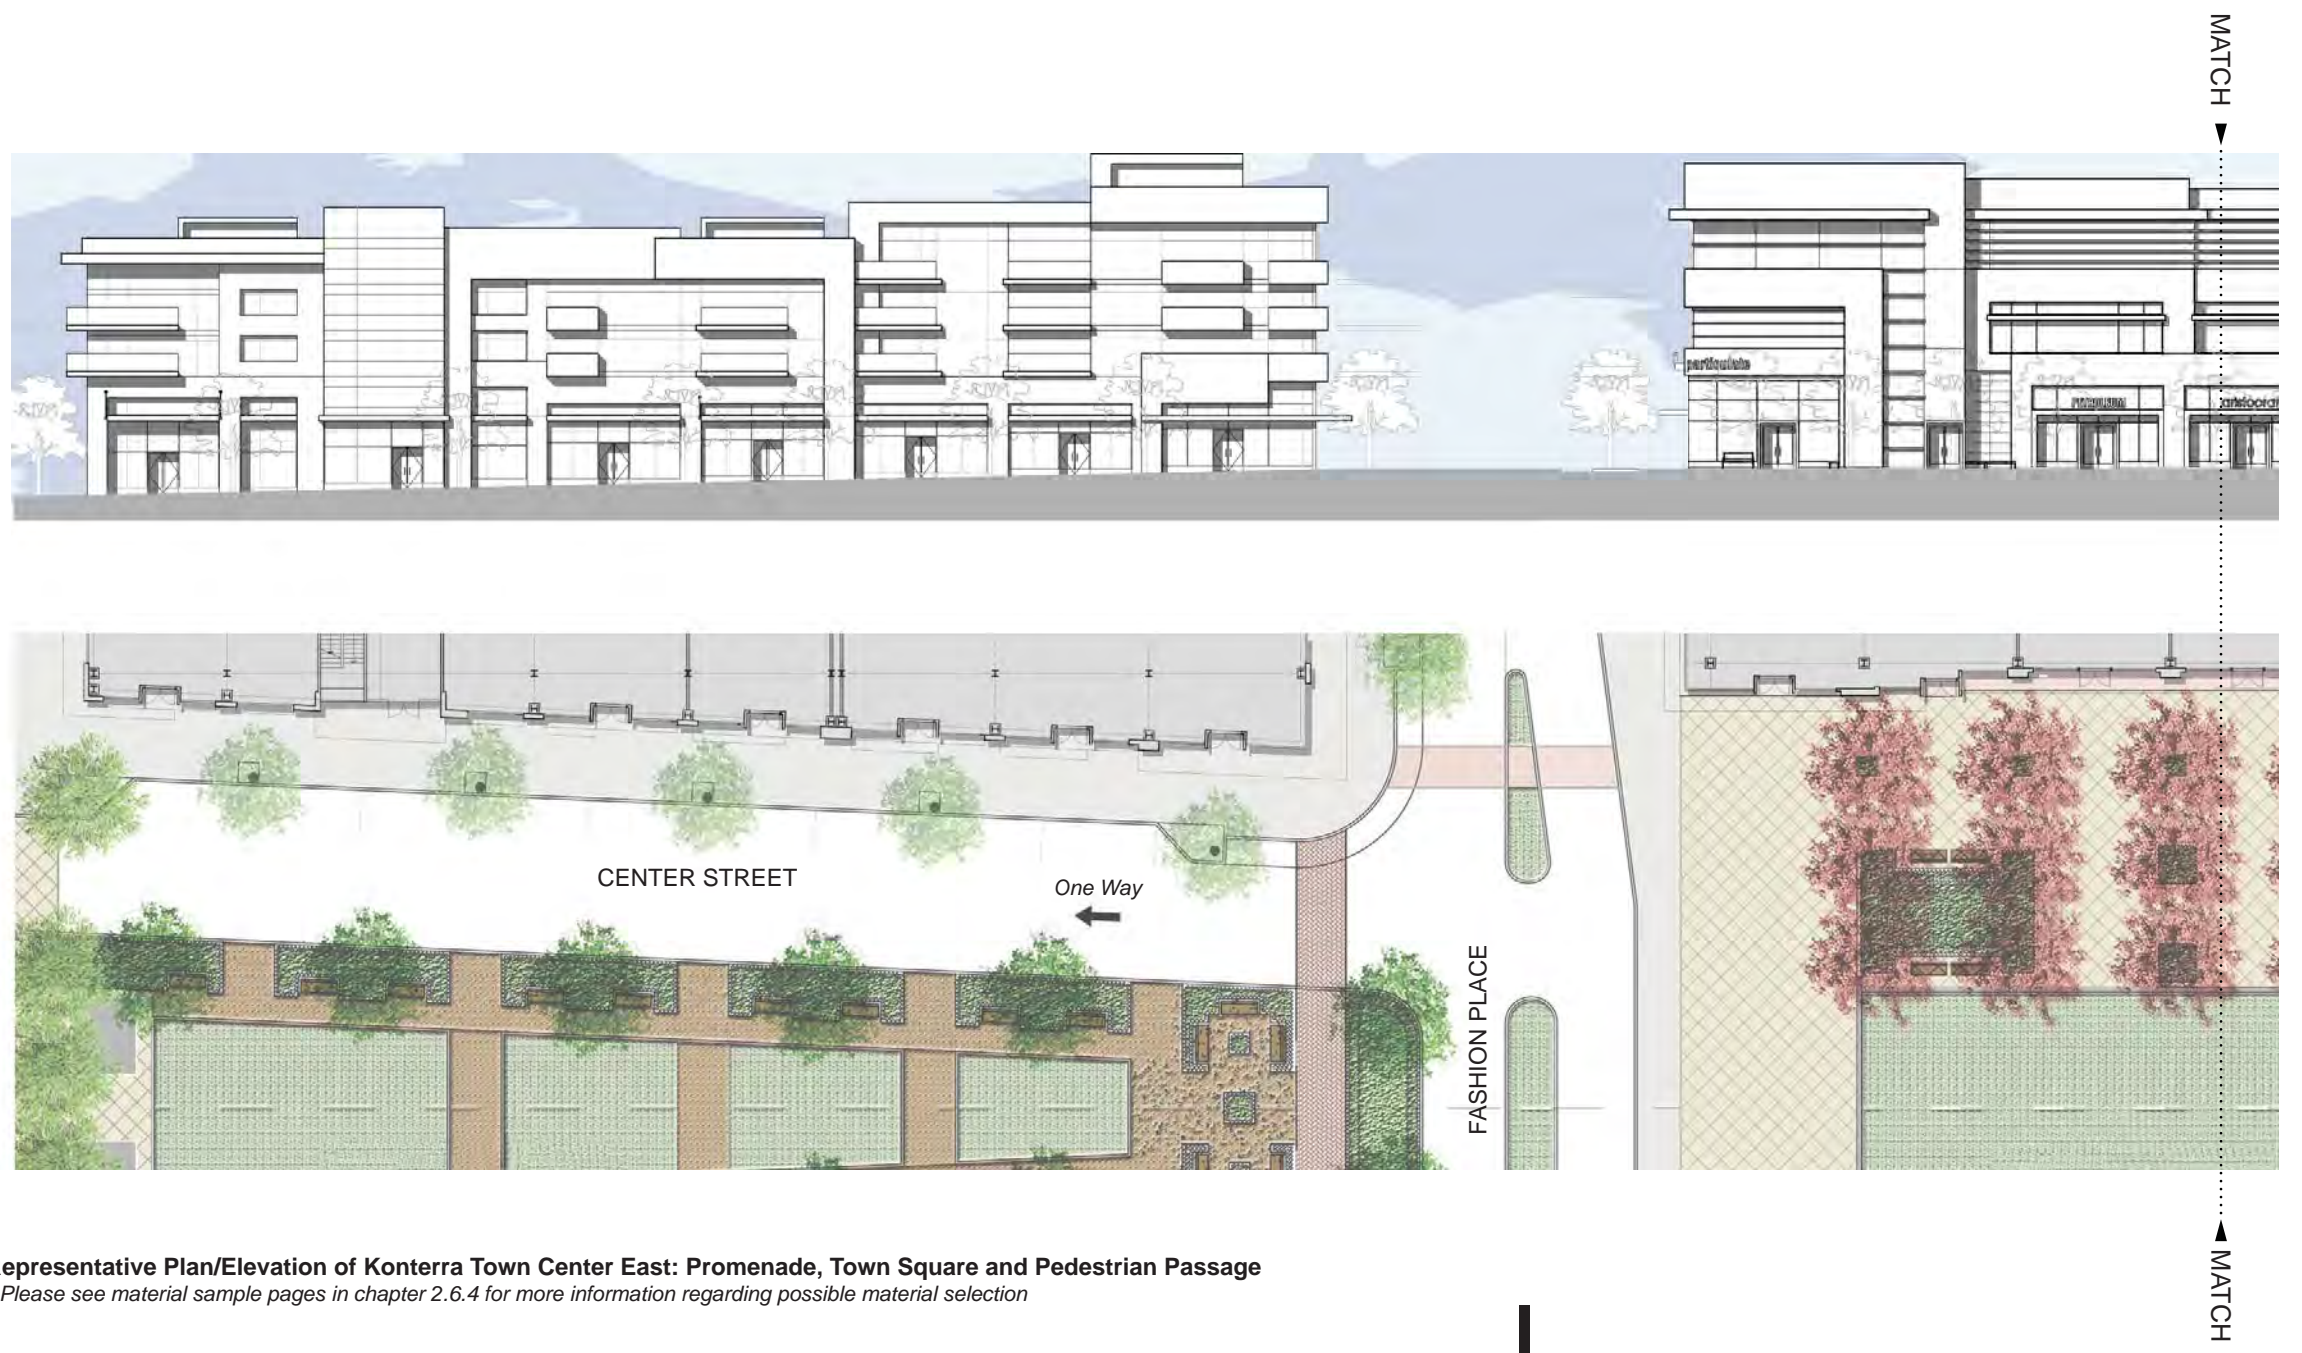 MATCH
particulate
PETROLEUM
CENTER STREET
One Way
FASHION PLACE
epresentative Plan/Elevation of Konterra Town Center East: Promenade, Town Square and Pedestrian Passage
Please see material sample pages in chapter 2.6.4 for more information regarding possible material selection
MATCH